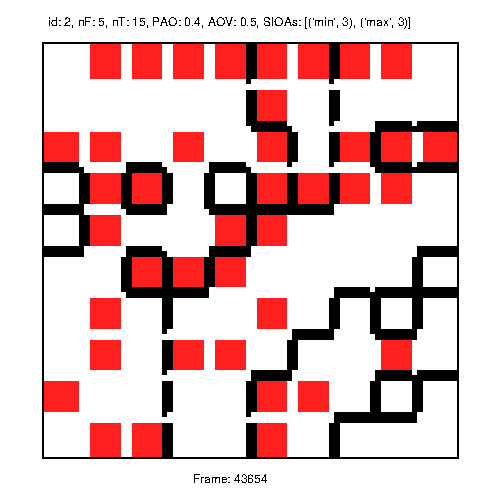 id: 2, nF: 5, nT: 15, PAO: 0.4, AOV: 0.5, SIOAs: [('min', 3), ('max', 3)]
Frame: 43654